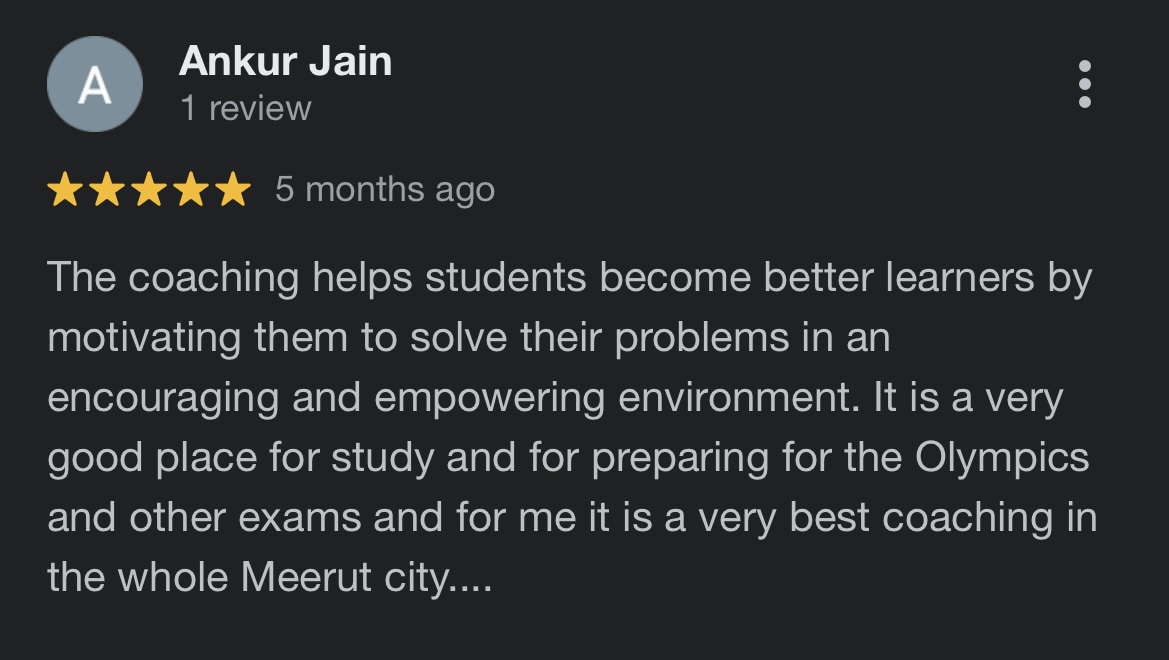 A
Ankur Jain
1 review
5 months ago
The coaching helps students become better learners by
motivating them to solve their problems in an
encouraging and empowering environment. It is a very
good place for study and for preparing for the Olympics
and other exams and for me it is a very best coaching in
the whole Meerut city....